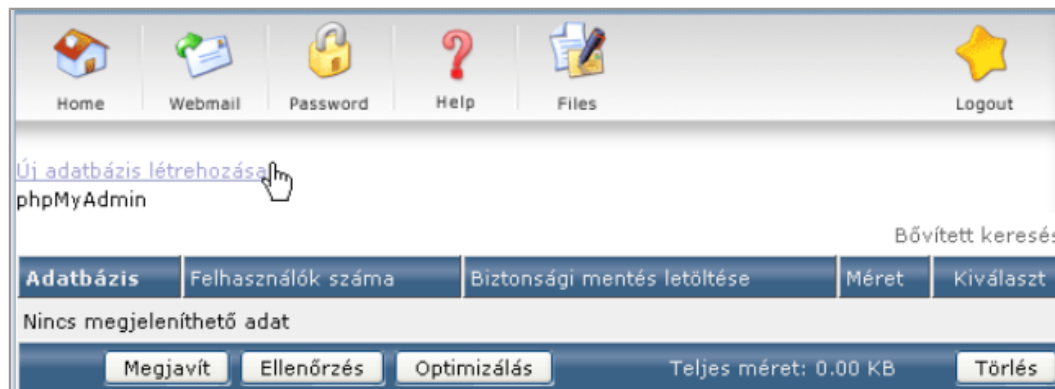 Home Webmail Password Help Files Logout
Új adatbázis létrehozása
phpMyAdmin
Bővített keresés
Adatbázis Felhasználók száma Biztonsági mentés letöltése Méret Kiválaszt
Nincs megjeleníthető adat
Megjavít Ellenőrzés Optimizálás Teljes méret: 0.00 KB Törlés